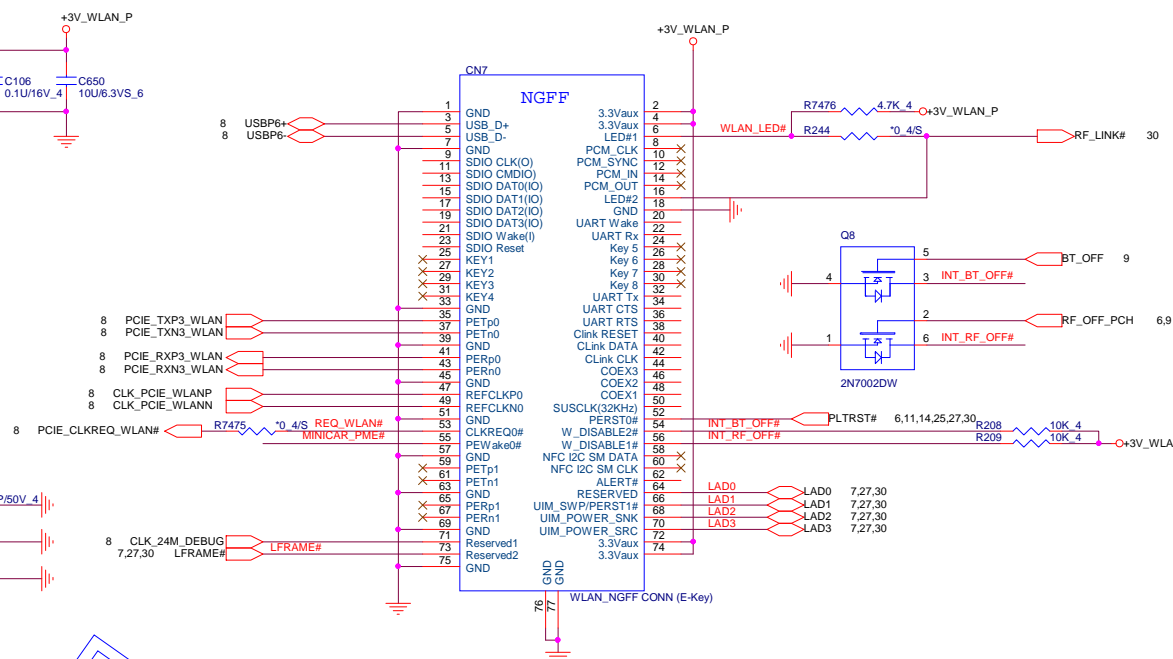 +3V_WLAN_P
C106
0.1U/16V_4
C650
10U/6.3VS_6
+3V_WLAN_P
CN7
NGFF
1 GND
3 USB_D+
5 USB D-
7 GND
9 SDIO CLK(O)
11 SDIO CMDIO)
13 SDIO DAT0(IO)
15 SDIO DAT1(IO)
17 SDIO DAT2(IO)
19 SDIO DAT3(IO)
21 SDIO Wake(I)
23 SDIO Reset
25 KEY1
27 KEY2
29 KEY3
31 KEY4
33 GND
35 PETp0
37 PETn0
39 GND
41 PERp0
43 PERn0
45 GND
47 REFCLKP0
49 REFCLKN0
51 GND
53 CLKREQ0#
55 PEWake0#
57 GND
59 PETp1
61 PETn1
63 GND
65 PERp1
67 PERn1
69 GND
71 Reserved1
73 Reserved2
75 GND
3.3Vaux 2
3.3Vaux 4
LED#1 6
PCM_CLK 8
PCM_SYNC 10
PCM_IN 12
PCM_OUT 14
LED#2 16
GND 18
UART Wake 20
UART Rx 22
Key 5 24
Key 6 26
Key 7 28
Key 8 30
UART Tx 32
UART CTS 34
UART RTS 36
Clink RESET 38
CLink DATA 40
CLink CLK 42
COEX3 44
COEX2 46
COEX1 48
SUSCLK(32KHz) 50
PERST0# 52
W_DISABLE2# 54
W_DISABLE1# 56
NFC I2C SM DATA 58
NFC I2C SM CLK 60
ALERT# 62
RESERVED 64
UIM_SWP/PERST1# 66
UIM_POWER_SNK 68
UIM_POWER_SRC 70
3.3Vaux 72
3.3Vaux 74
GND 76
GND 77
WLAN_NGFF CONN (E-Key)
8 USBP6+
8 USBP6-
8 PCIE_TXP3_WLAN
8 PCIE_TXN3_WLAN
8 PCIE_RXP3_WLAN
8 PCIE_RXN3_WLAN
8 CLK_PCIE_WLANP
8 CLK_PCIE_WLANN
8 PCIE_CLKREQ_WLAN# R7475 *0_4/S REQ_WLAN#
MINICAR_PME#
P/50V_4
8 CLK_24M_DEBUG
7,27,30 LFRAME# LFRAME#
R7476 4.7K_4 +3V_WLAN_P
WLAN_LED# R244 *0_4/S RF_LINK# 30
Q8
5 BT_OFF 9
4 3 INT_BT_OFF#
2 RF_OFF_PCH 6,9
1 6 INT_RF_OFF#
2N7002DW
PLTRST# 6,11,14,25,27,30
INT_BT_OFF# R208 10K_4
INT_RF_OFF# R209 10K_4 +3V_WLA
LAD0 LAD0 7,27,30
LAD1 LAD1 7,27,30
LAD2 LAD2 7,27,30
LAD3 LAD3 7,27,30